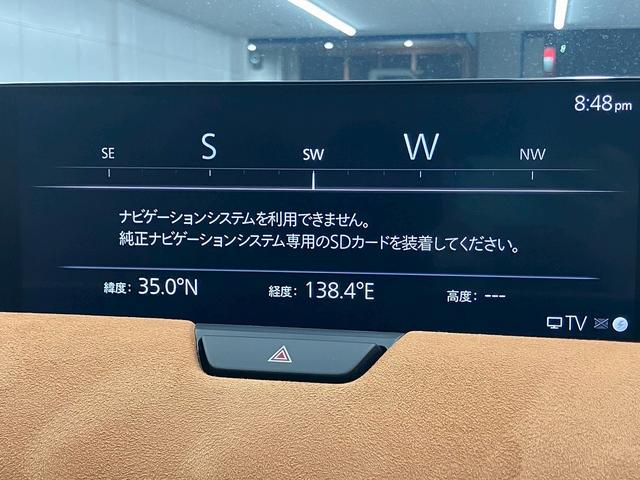 8:48pm
SE S SW W NW
ナビゲーションシステムを利用できません。
純正ナビゲーションシステム専用のSDカードを装着してください。
緯度: 35.0°N 経度: 138.4°E 高度: ---
TV